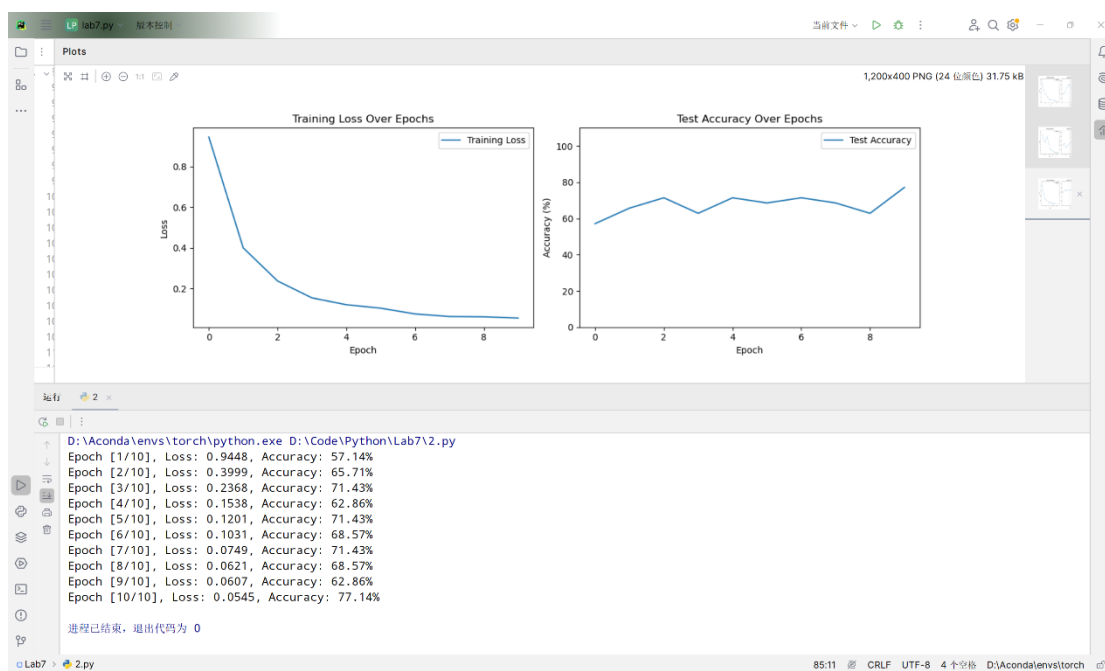 LP lab7.py 版本控制 当前文件
Plots
1:1 1,200x400 PNG (24 位颜色) 31.75 kB
Training Loss Over Epochs
Training Loss
Loss
0.8
0.6
0.4
0.2
0 2 4 6 8
Epoch
Test Accuracy Over Epochs
Test Accuracy
Accuracy (%)
100
80
60
40
20
0
0 2 4 6 8
Epoch
运行 2
D:\Aconda\envs\torch\python.exe D:\Code\Python\Lab7\2.py
Epoch [1/10], Loss: 0.9448, Accuracy: 57.14%
Epoch [2/10], Loss: 0.3999, Accuracy: 65.71%
Epoch [3/10], Loss: 0.2368, Accuracy: 71.43%
Epoch [4/10], Loss: 0.1538, Accuracy: 62.86%
Epoch [5/10], Loss: 0.1201, Accuracy: 71.43%
Epoch [6/10], Loss: 0.1031, Accuracy: 68.57%
Epoch [7/10], Loss: 0.0749, Accuracy: 71.43%
Epoch [8/10], Loss: 0.0621, Accuracy: 68.57%
Epoch [9/10], Loss: 0.0607, Accuracy: 62.86%
Epoch [10/10], Loss: 0.0545, Accuracy: 77.14%
进程已结束，退出代码为 0
Lab7 > 2.py 85:11 CRLF UTF-8 4 个空格 D:\Aconda\envs\torch